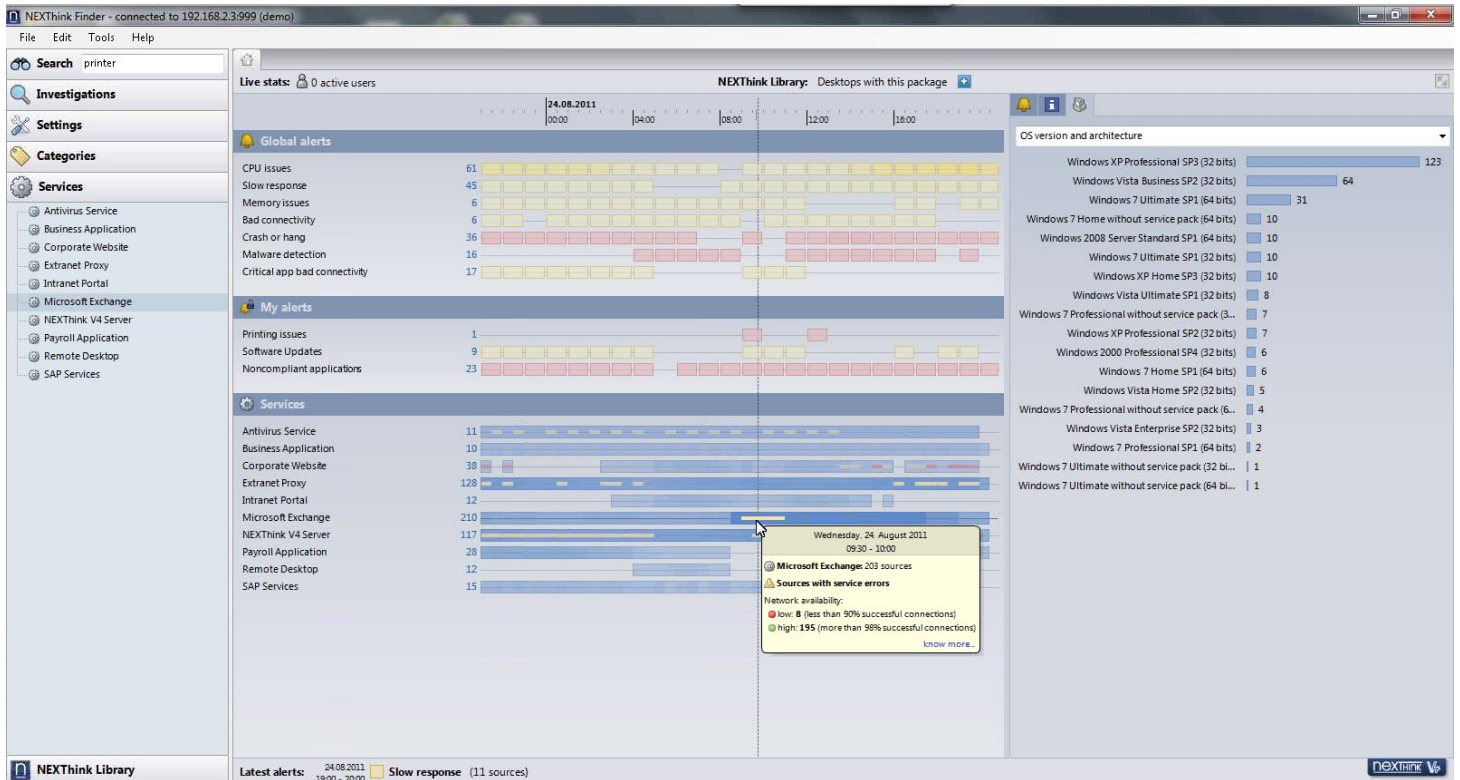 NEXThink Finder - connected to 192.168.2.3:999 (demo)
File Edit Tools Help
Search printer
Investigations
Settings
Categories
Services
Antivirus Service
Business Application
Corporate Website
Extranet Proxy
Intranet Portal
Microsoft Exchange
NEXThink V4 Server
Payroll Application
Remote Desktop
SAP Services
NEXThink Library
Live stats: 0 active users
NEXThink Library: Desktops with this package
24.08.2011
00:00 04:00 08:00 12:00 16:00
Global alerts
CPU issues 61
Slow response 45
Memory issues 6
Bad connectivity 6
Crash or hang 36
Malware detection 16
Critical app bad connectivity 17
My alerts
Printing issues 1
Software Updates 9
Noncompliant applications 23
Services
Antivirus Service 11
Business Application 10
Corporate Website 38
Extranet Proxy 128
Intranet Portal 12
Microsoft Exchange 210
NEXThink V4 Server 117
Payroll Application 28
Remote Desktop 12
SAP Services 15
Wednesday, 24. August 2011
09:30 - 10:00
Microsoft Exchange: 203 sources
Sources with service errors
Network availability:
low: 8 (less than 90% successful connections)
high: 195 (more than 98% successful connections)
know more...
Latest alerts: 24.08.2011 19:00 - 20:00 Slow response (11 sources)
OS version and architecture
Windows XP Professional SP3 (32 bits) 123
Windows Vista Business SP2 (32 bits) 64
Windows 7 Ultimate SP1 (64 bits) 31
Windows 7 Home without service pack (64 bits) 10
Windows 2008 Server Standard SP1 (64 bits) 10
Windows 7 Ultimate SP1 (32 bits) 10
Windows XP Home SP3 (32 bits) 10
Windows Vista Ultimate SP1 (32 bits) 8
Windows 7 Professional without service pack (3... 7
Windows XP Professional SP2 (32 bits) 7
Windows 2000 Professional SP4 (32 bits) 6
Windows 7 Home SP1 (64 bits) 6
Windows Vista Home SP2 (32 bits) 5
Windows 7 Professional without service pack (6... 4
Windows Vista Enterprise SP2 (32 bits) 3
Windows 7 Professional SP1 (64 bits) 2
Windows 7 Ultimate without service pack (32 bi... 1
Windows 7 Ultimate without service pack (64 bi... 1
NEXTHINK V4